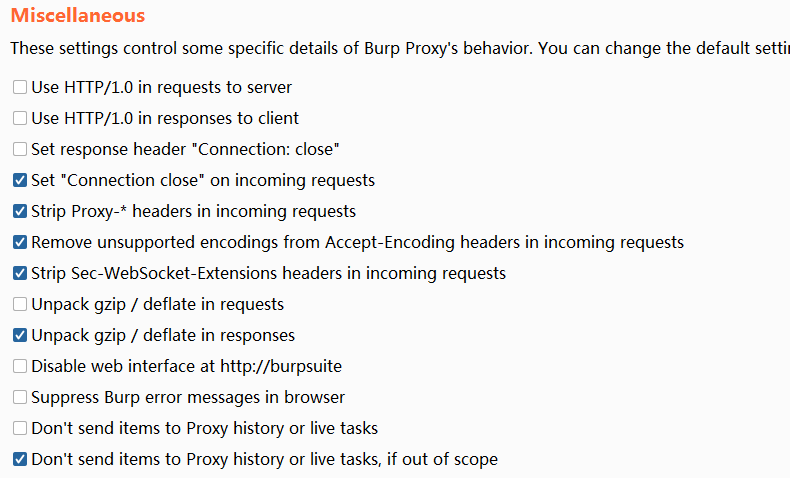 Miscellaneous
These settings control some specific details of Burp Proxy's behavior. You can change the default settin
Use HTTP/1.0 in requests to server
Use HTTP/1.0 in responses to client
Set response header "Connection: close"
Set "Connection close" on incoming requests
Strip Proxy-* headers in incoming requests
Remove unsupported encodings from Accept-Encoding headers in incoming requests
Strip Sec-WebSocket-Extensions headers in incoming requests
Unpack gzip / deflate in requests
Unpack gzip / deflate in responses
Disable web interface at http://burpsuite
Suppress Burp error messages in browser
Don't send items to Proxy history or live tasks
Don't send items to Proxy history or live tasks, if out of scope